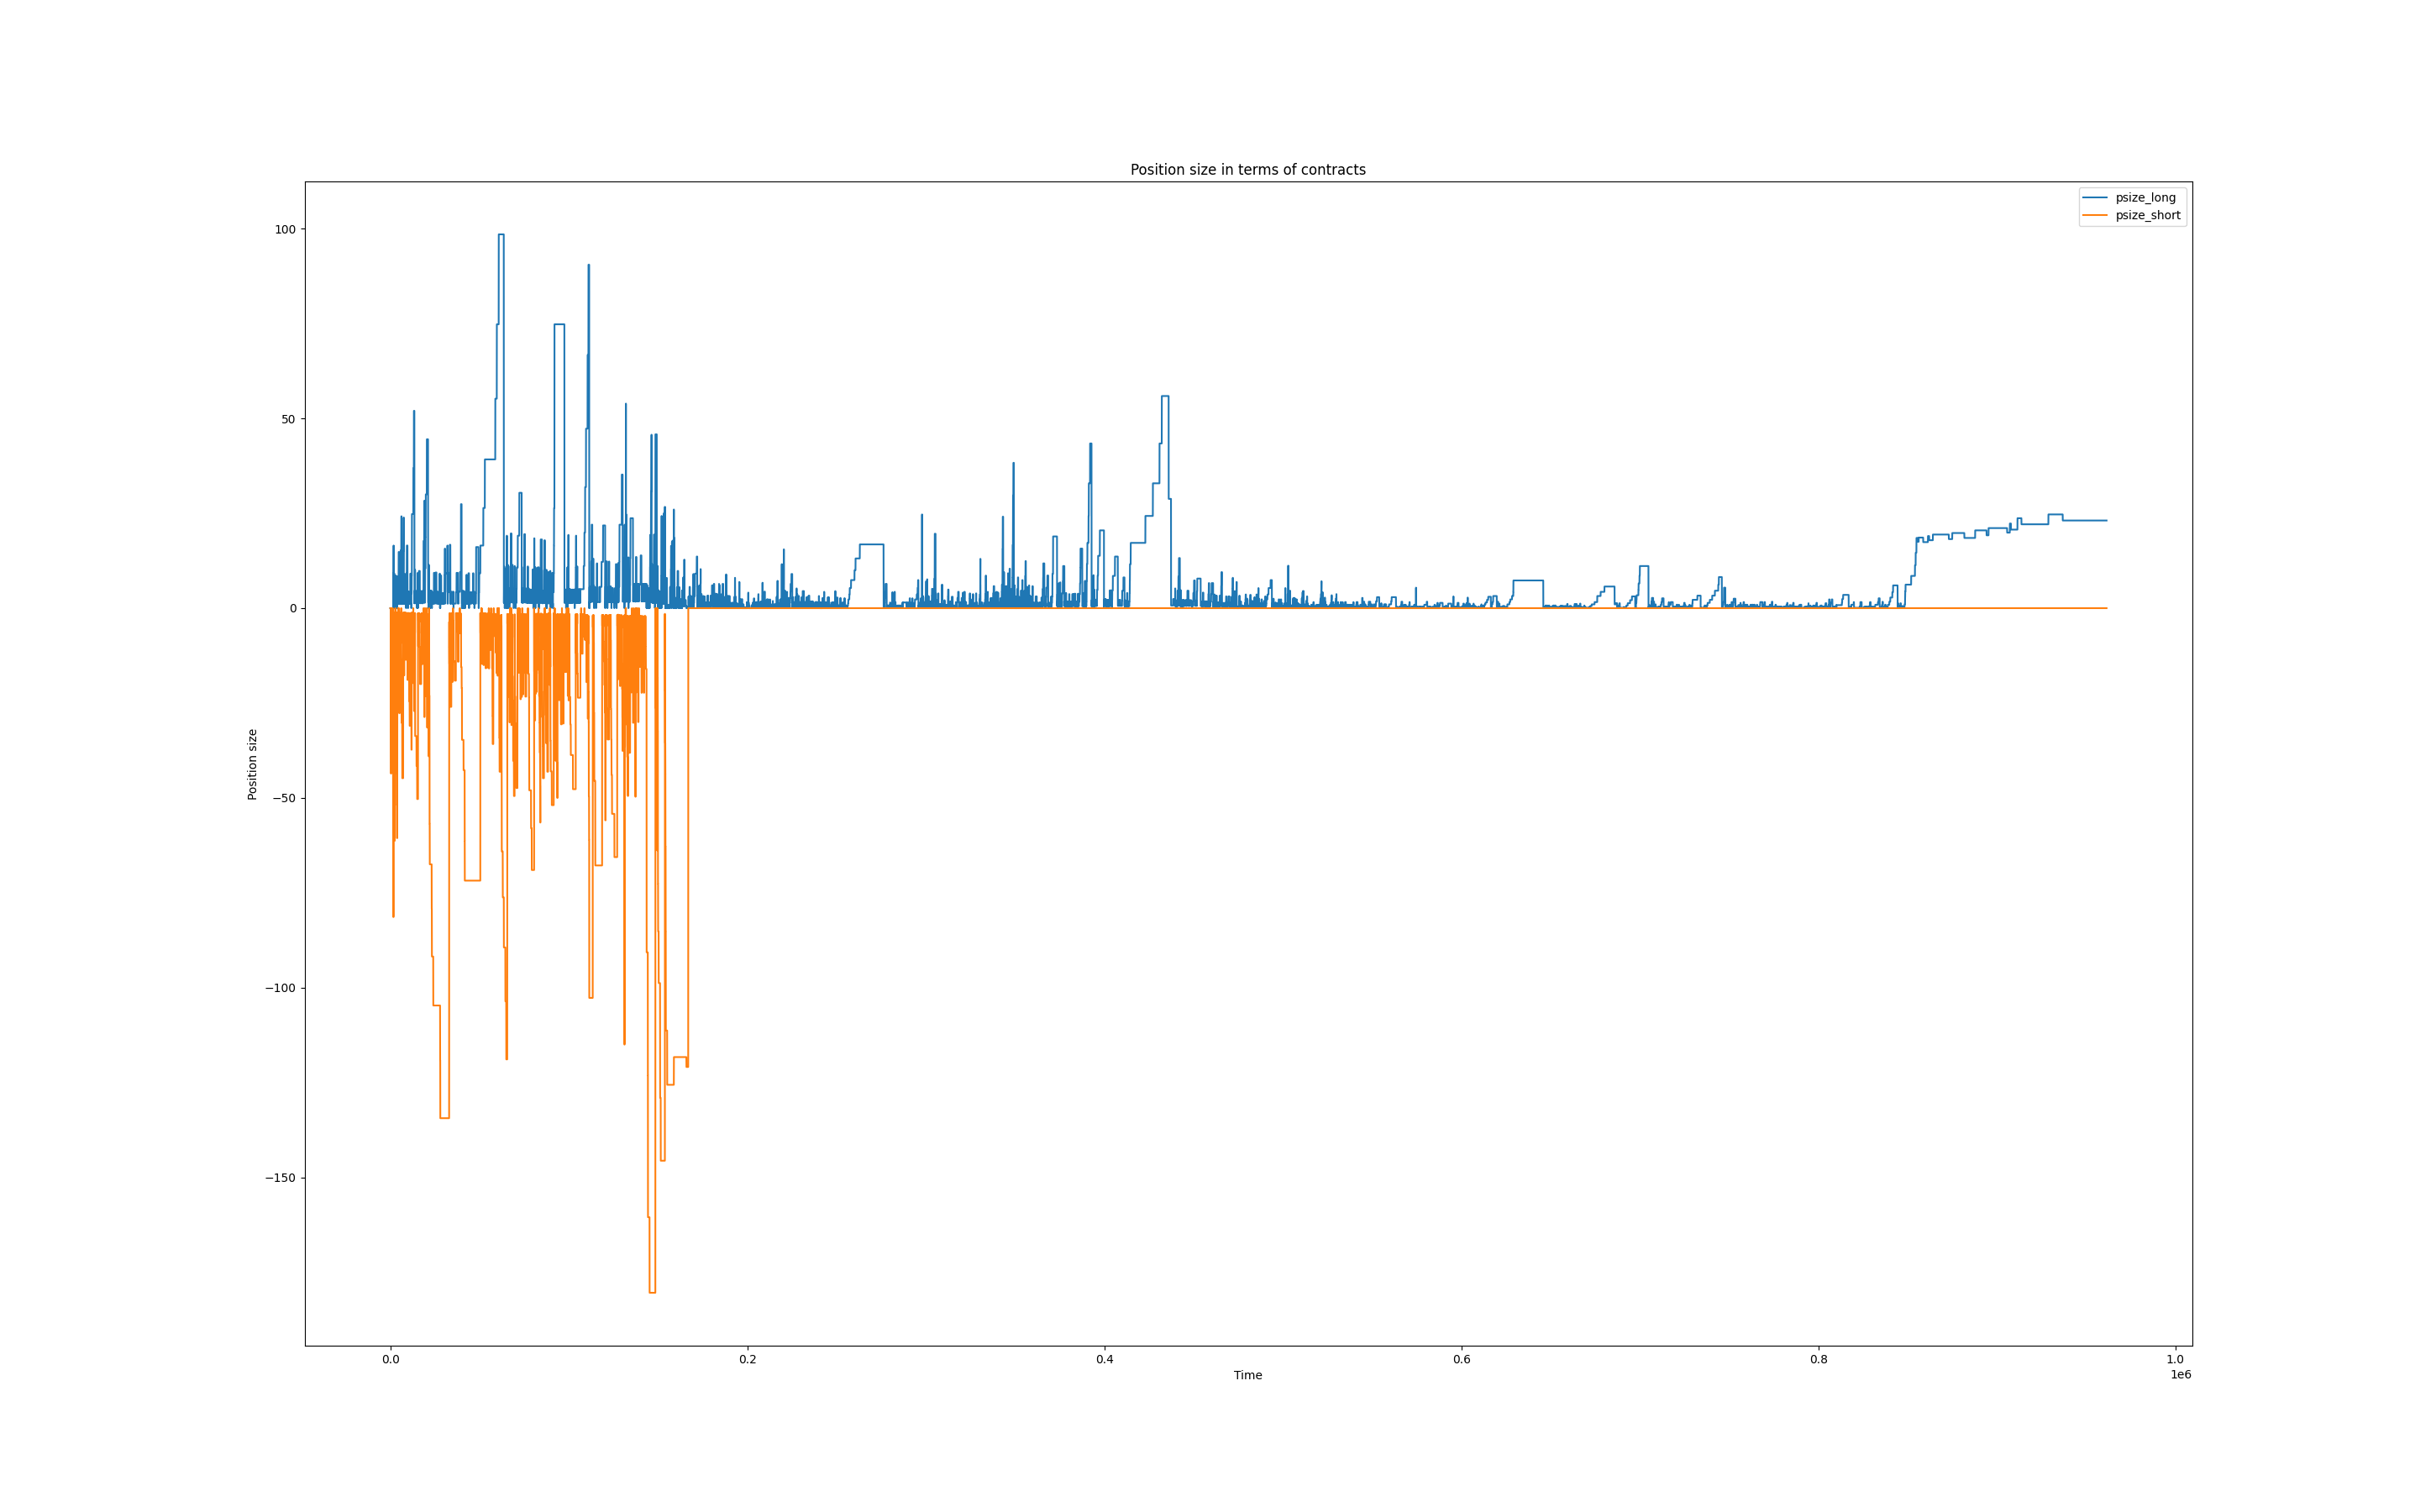 Position size in terms of contracts
psize_long
psize_short
100
50
0
−50
−100
−150
Position size
0.0
0.2
0.4
0.6
0.8
1.0
1e6
Time